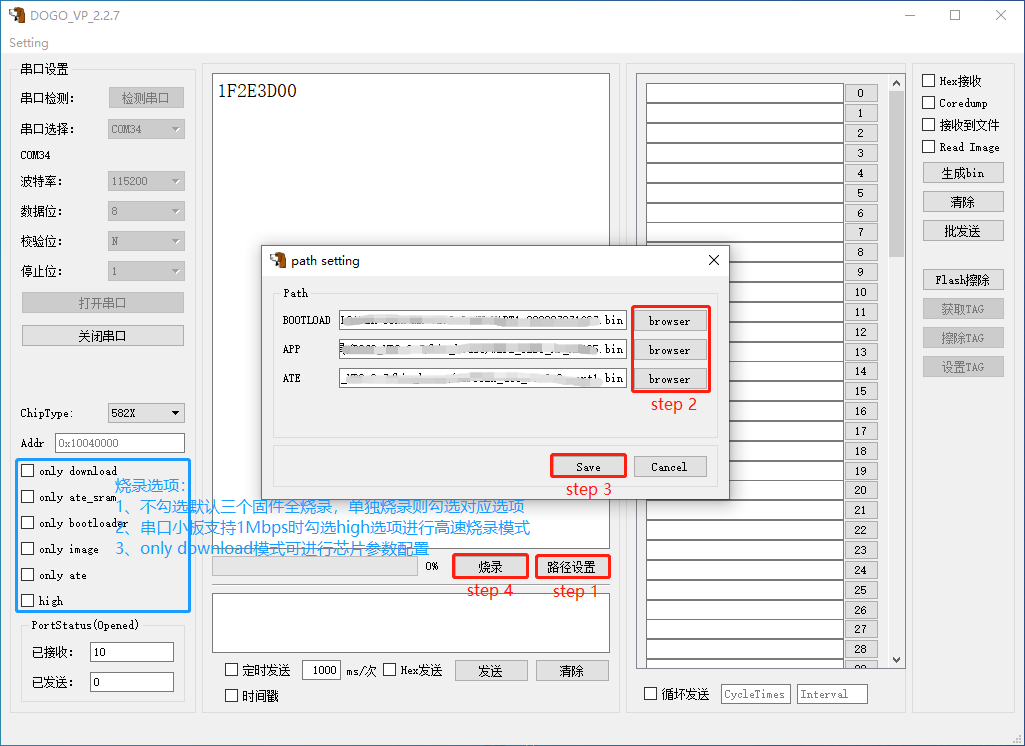 DOGO_VP_2.2.7
Setting
串口设置
串口检测：
检测串口
串口选择：
COM34
COM34
波特率：
115200
数据位：
8
校验位：
N
停止位：
1
打开串口
关闭串口
ChipType:
582X
Addr
0x10040000
only download
only ate_sram
only bootloader
only image
only ate
high
烧录选项：
1、不勾选默认三个固件全烧录，单独烧录则勾选对应选项
2、串口小板支持1Mbps时勾选high选项进行高速烧录模式
3、only download模式可进行芯片参数配置
PortStatus(Opened)
已接收：
10
已发送：
0
1F2E3D00
path setting
Path
BOOTLOAD
.bin
browser
APP
.bin
browser
ATE
.bin
browser
step 2
Save
Cancel
step 3
0%
烧录
路径设置
step 4
step 1
定时发送
1000
ms/次
Hex发送
发送
清除
时间戳
0
1
2
3
4
5
6
7
8
9
10
11
12
13
14
15
16
17
18
19
20
21
22
23
24
25
26
27
28
循环发送
CycleTimes
Interval
Hex接收
Coredump
接收到文件
Read Image
生成bin
清除
批发送
Flash擦除
获取TAG
擦除TAG
设置TAG